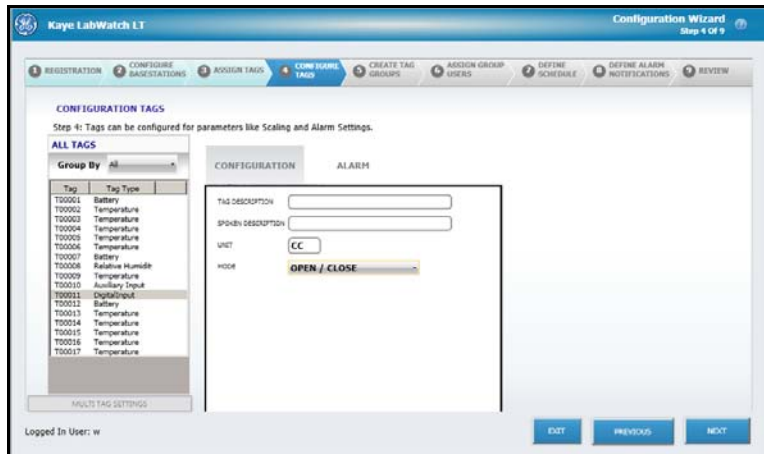 Kaye LabWatch LT
Configuration Wizard
Step 4 Of 9
1 REGISTRATION
2 CONFIGURE BASESTATIONS
3 ASSIGN TAGS
4 CONFIGURE TAGS
5 CREATE TAG GROUPS
6 ASSIGN GROUP USERS
7 DEFINE SCHEDULE
8 DEFINE ALARM NOTIFICATIONS
9 REVIEW
CONFIGURATION TAGS
Step 4: Tags can be configured for parameters like Scaling and Alarm Settings.
ALL TAGS
Group By All
CONFIGURATION ALARM
Tag Tag Type
T00001 Battery
T00002 Temperature
T00003 Temperature
T00004 Temperature
T00005 Temperature
T00006 Temperature
T00007 Battery
T00008 Relative Humidit
T00009 Temperature
T00010 Auxiliary Input
T00011 DigitalInput
T00012 Battery
T00013 Temperature
T00014 Temperature
T00015 Temperature
T00016 Temperature
T00017 Temperature
TAG DESCRIPTION
SPOKEN DESCRIPTION
UNIT CC
MODE OPEN / CLOSE
MULTI TAG SETTINGS
Logged In User: w
EXIT PREVIOUS NEXT